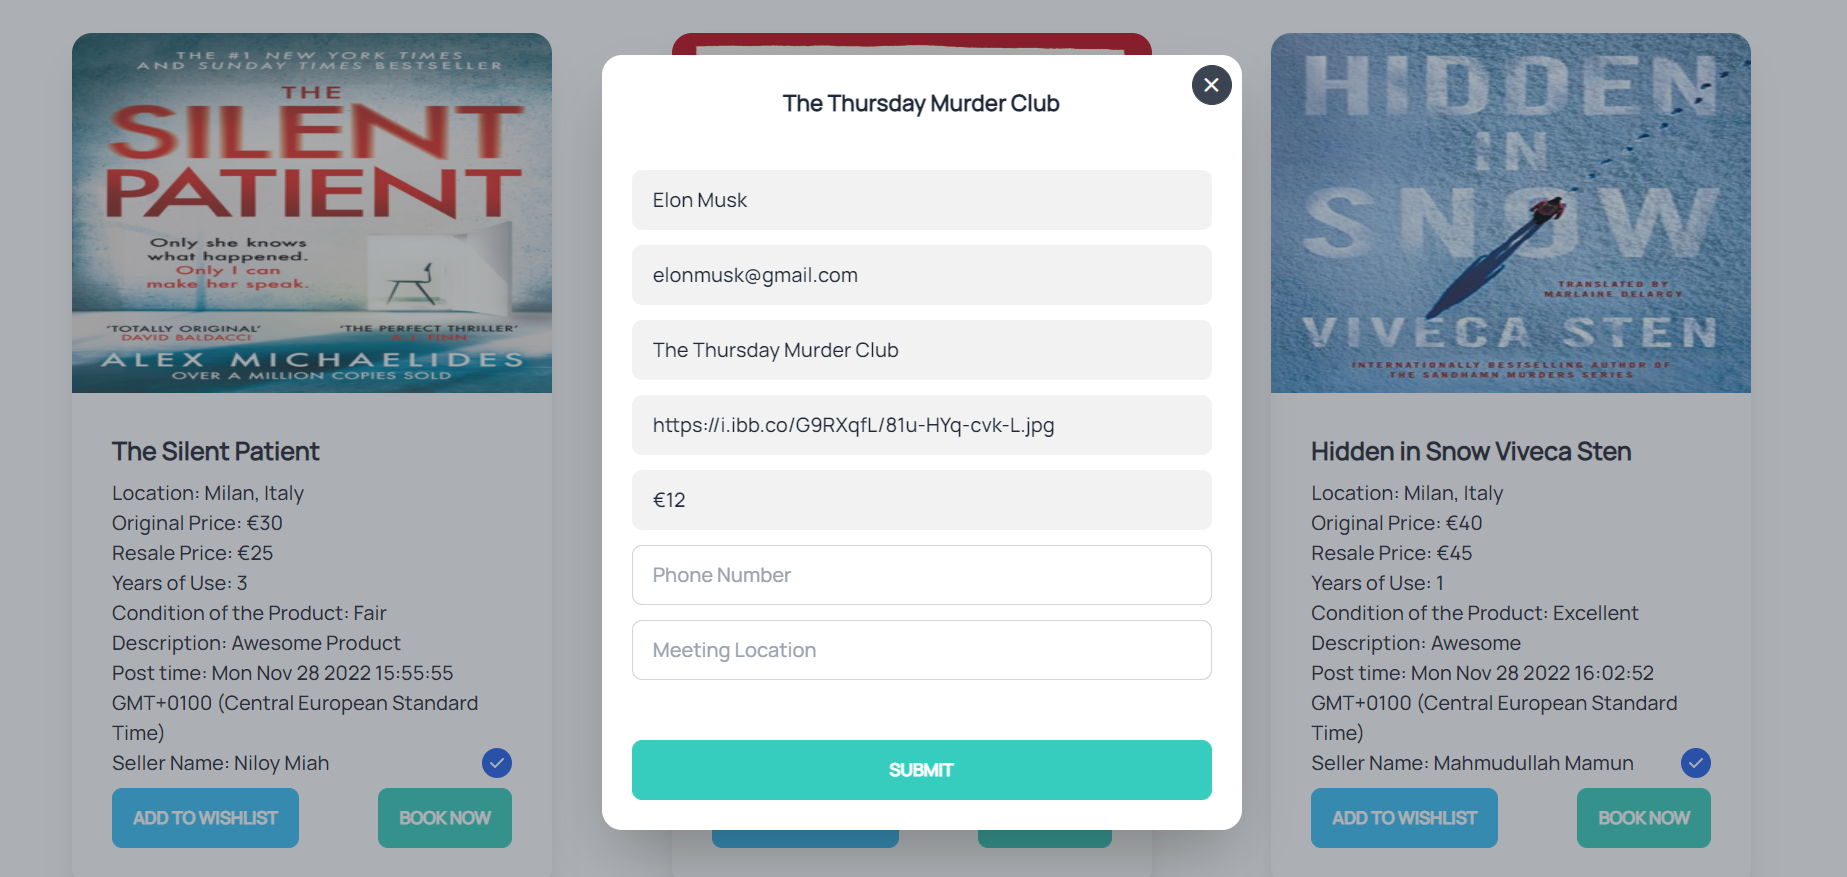 THE #1 NEW YORK TIMES
AND SUNDAY TIMES BESTSELLER
THE
SILENT
PATIENT
Only she knows
what happened.
Only I can
make her speak.
'TOTALLY ORIGINAL'
DAVID BALDACCI
'THE PERFECT THRILLER'
A. J. FINN
ALEX MICHAELIDES
OVER A MILLION COPIES SOLD
The Silent Patient
Location: Milan, Italy
Original Price: €30
Resale Price: €25
Years of Use: 3
Condition of the Product: Fair
Description: Awesome Product
Post time: Mon Nov 28 2022 15:55:55
GMT+0100 (Central European Standard
Time)
Seller Name: Niloy Miah
ADD TO WISHLIST
BOOK NOW
The Thursday Murder Club
Elon Musk
elonmusk@gmail.com
The Thursday Murder Club
https://i.ibb.co/G9RXqfL/81u-HYq-cvk-L.jpg
€12
Phone Number
Meeting Location
SUBMIT
HIDDEN
IN
SNOW
TRANSLATED BY
MARLAINE DELARGY
VIVECA STEN
INTERNATIONALLY BESTSELLING AUTHOR OF
THE SANDHAMN MURDERS SERIES
Hidden in Snow Viveca Sten
Location: Milan, Italy
Original Price: €40
Resale Price: €45
Years of Use: 1
Condition of the Product: Excellent
Description: Awesome
Post time: Mon Nov 28 2022 16:02:52
GMT+0100 (Central European Standard
Time)
Seller Name: Mahmudullah Mamun
ADD TO WISHLIST
BOOK NOW